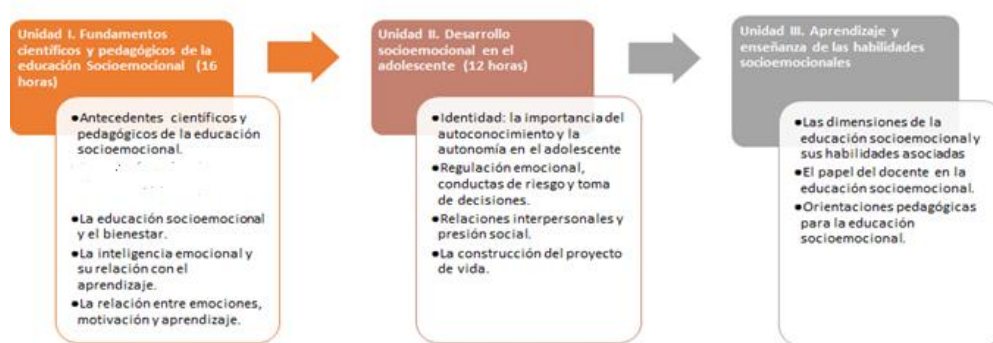 Unidad I. Fundamentos
científicos y pedagógicos de la
educación Socioemocional (16
horas)
•Antecedentes científicos y
pedagógicos de la educación
socioemocional.
•La educación socioemocional
y el bienestar.
•La inteligencia emocional y
su relación con el
aprendizaje.
•La relación entre emociones,
motivación y aprendizaje.
Unidad II. Desarrollo
socioemocional en el
adolescente (12 horas)
•Identidad: la importancia del
autoconocimiento y la
autonomía en el adolescente
•Regulación emocional,
conductas de riesgo y toma
de decisiones.
•Relaciones interpersonales y
presión social.
•La construcción del proyecto
de vida.
Unidad III. Aprendizaje y
enseñanza de las habilidades
socioemocionales
•Las dimensiones de la
educación socioemocional y
sus habilidades asociadas
•El papel del docente en la
educación socioemocional.
•Orientaciones pedagógicas
para la educación
socioemocional.